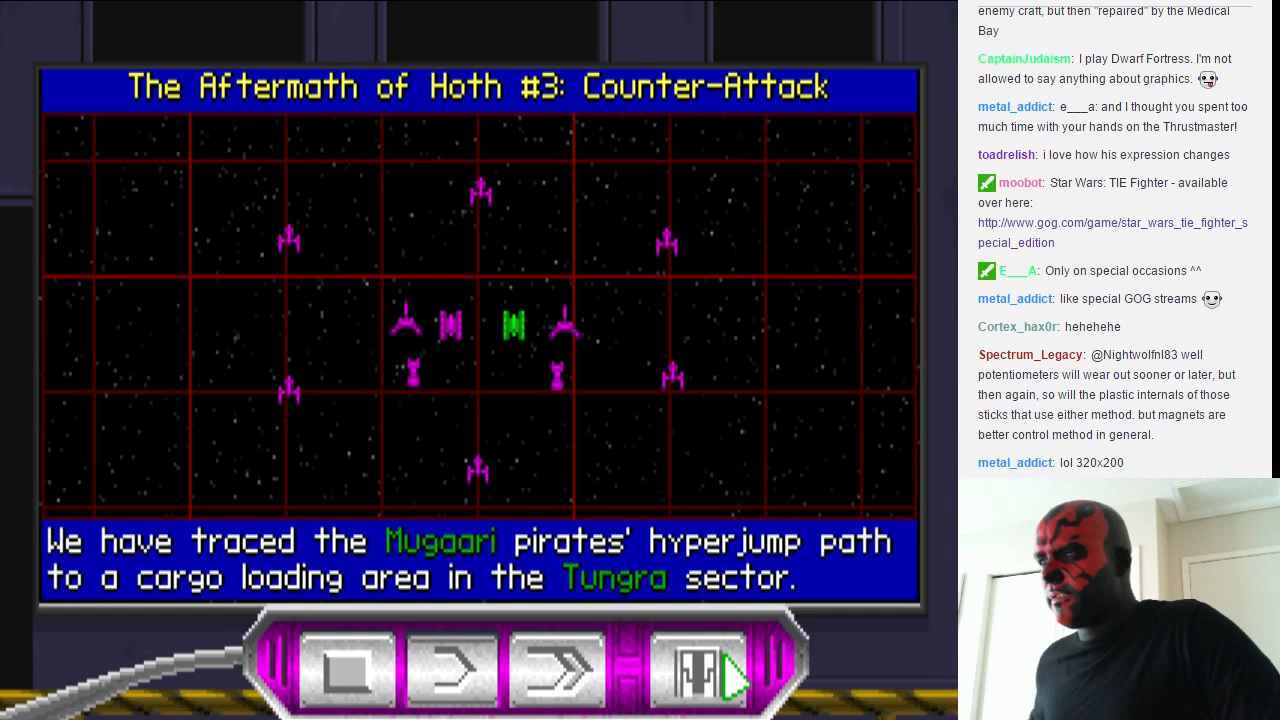 The Aftermath of Hoth #3: Counter-Attack
We have traced the Mugaari pirates' hyperjump path
to a cargo loading area in the Tungra sector.
enemy craft, but then "repaired" by the Medical
Bay
CaptainJudaism: I play Dwarf Fortress. I'm not
allowed to say anything about graphics.
metal_addict: e___a: and I thought you spent too
much time with your hands on the Thrustmaster!
toadrelish: i love how his expression changes
moobot: Star Wars: TIE Fighter - available
over here:
http://www.gog.com/game/star_wars_tie_fighter_s
pecial_edition
E___A: Only on special occasions ^^
metal_addict: like special GOG streams
Cortex_hax0r: hehehehe
Spectrum_Legacy: @Nightwolfnl83 well
potentiometers will wear out sooner or later, but
then again, so will the plastic internals of those
sticks that use either method. but magnets are
better control method in general.
metal_addict: lol 320x200